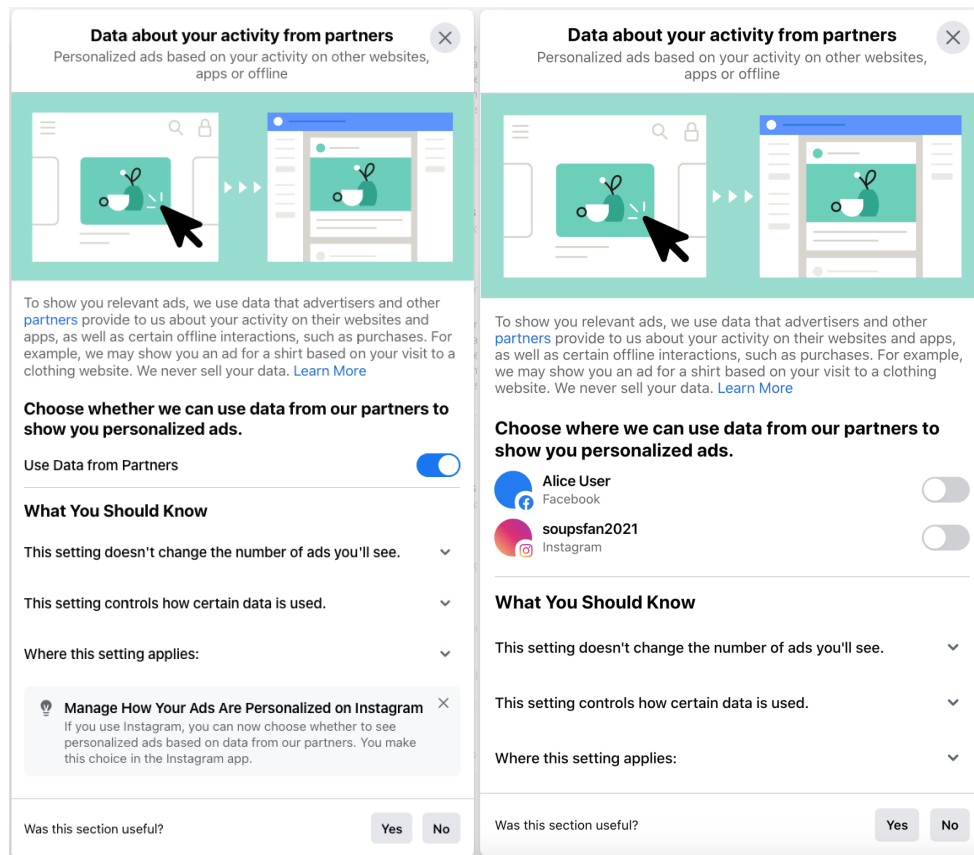 Data about your activity from partners
Personalized ads based on your activity on other websites,
apps or offline
To show you relevant ads, we use data that advertisers and other
partners provide to us about your activity on their websites and
apps, as well as certain offline interactions, such as purchases. For
example, we may show you an ad for a shirt based on your visit to a
clothing website. We never sell your data. Learn More
Choose whether we can use data from our partners to
show you personalized ads.
Use Data from Partners
What You Should Know
This setting doesn't change the number of ads you'll see.
This setting controls how certain data is used.
Where this setting applies:
Manage How Your Ads Are Personalized on Instagram
If you use Instagram, you can now choose whether to see
personalized ads based on data from our partners. You make
this choice in the Instagram app.
Was this section useful?
Yes
No
Data about your activity from partners
Personalized ads based on your activity on other websites,
apps or offline
To show you relevant ads, we use data that advertisers and other
partners provide to us about your activity on their websites and apps,
as well as certain offline interactions, such as purchases. For example,
we may show you an ad for a shirt based on your visit to a clothing
website. We never sell your data. Learn More
Choose where we can use data from our partners to
show you personalized ads.
Alice User
Facebook
soupsfan2021
Instagram
What You Should Know
This setting doesn't change the number of ads you'll see.
This setting controls how certain data is used.
Where this setting applies:
Was this section useful?
Yes
No